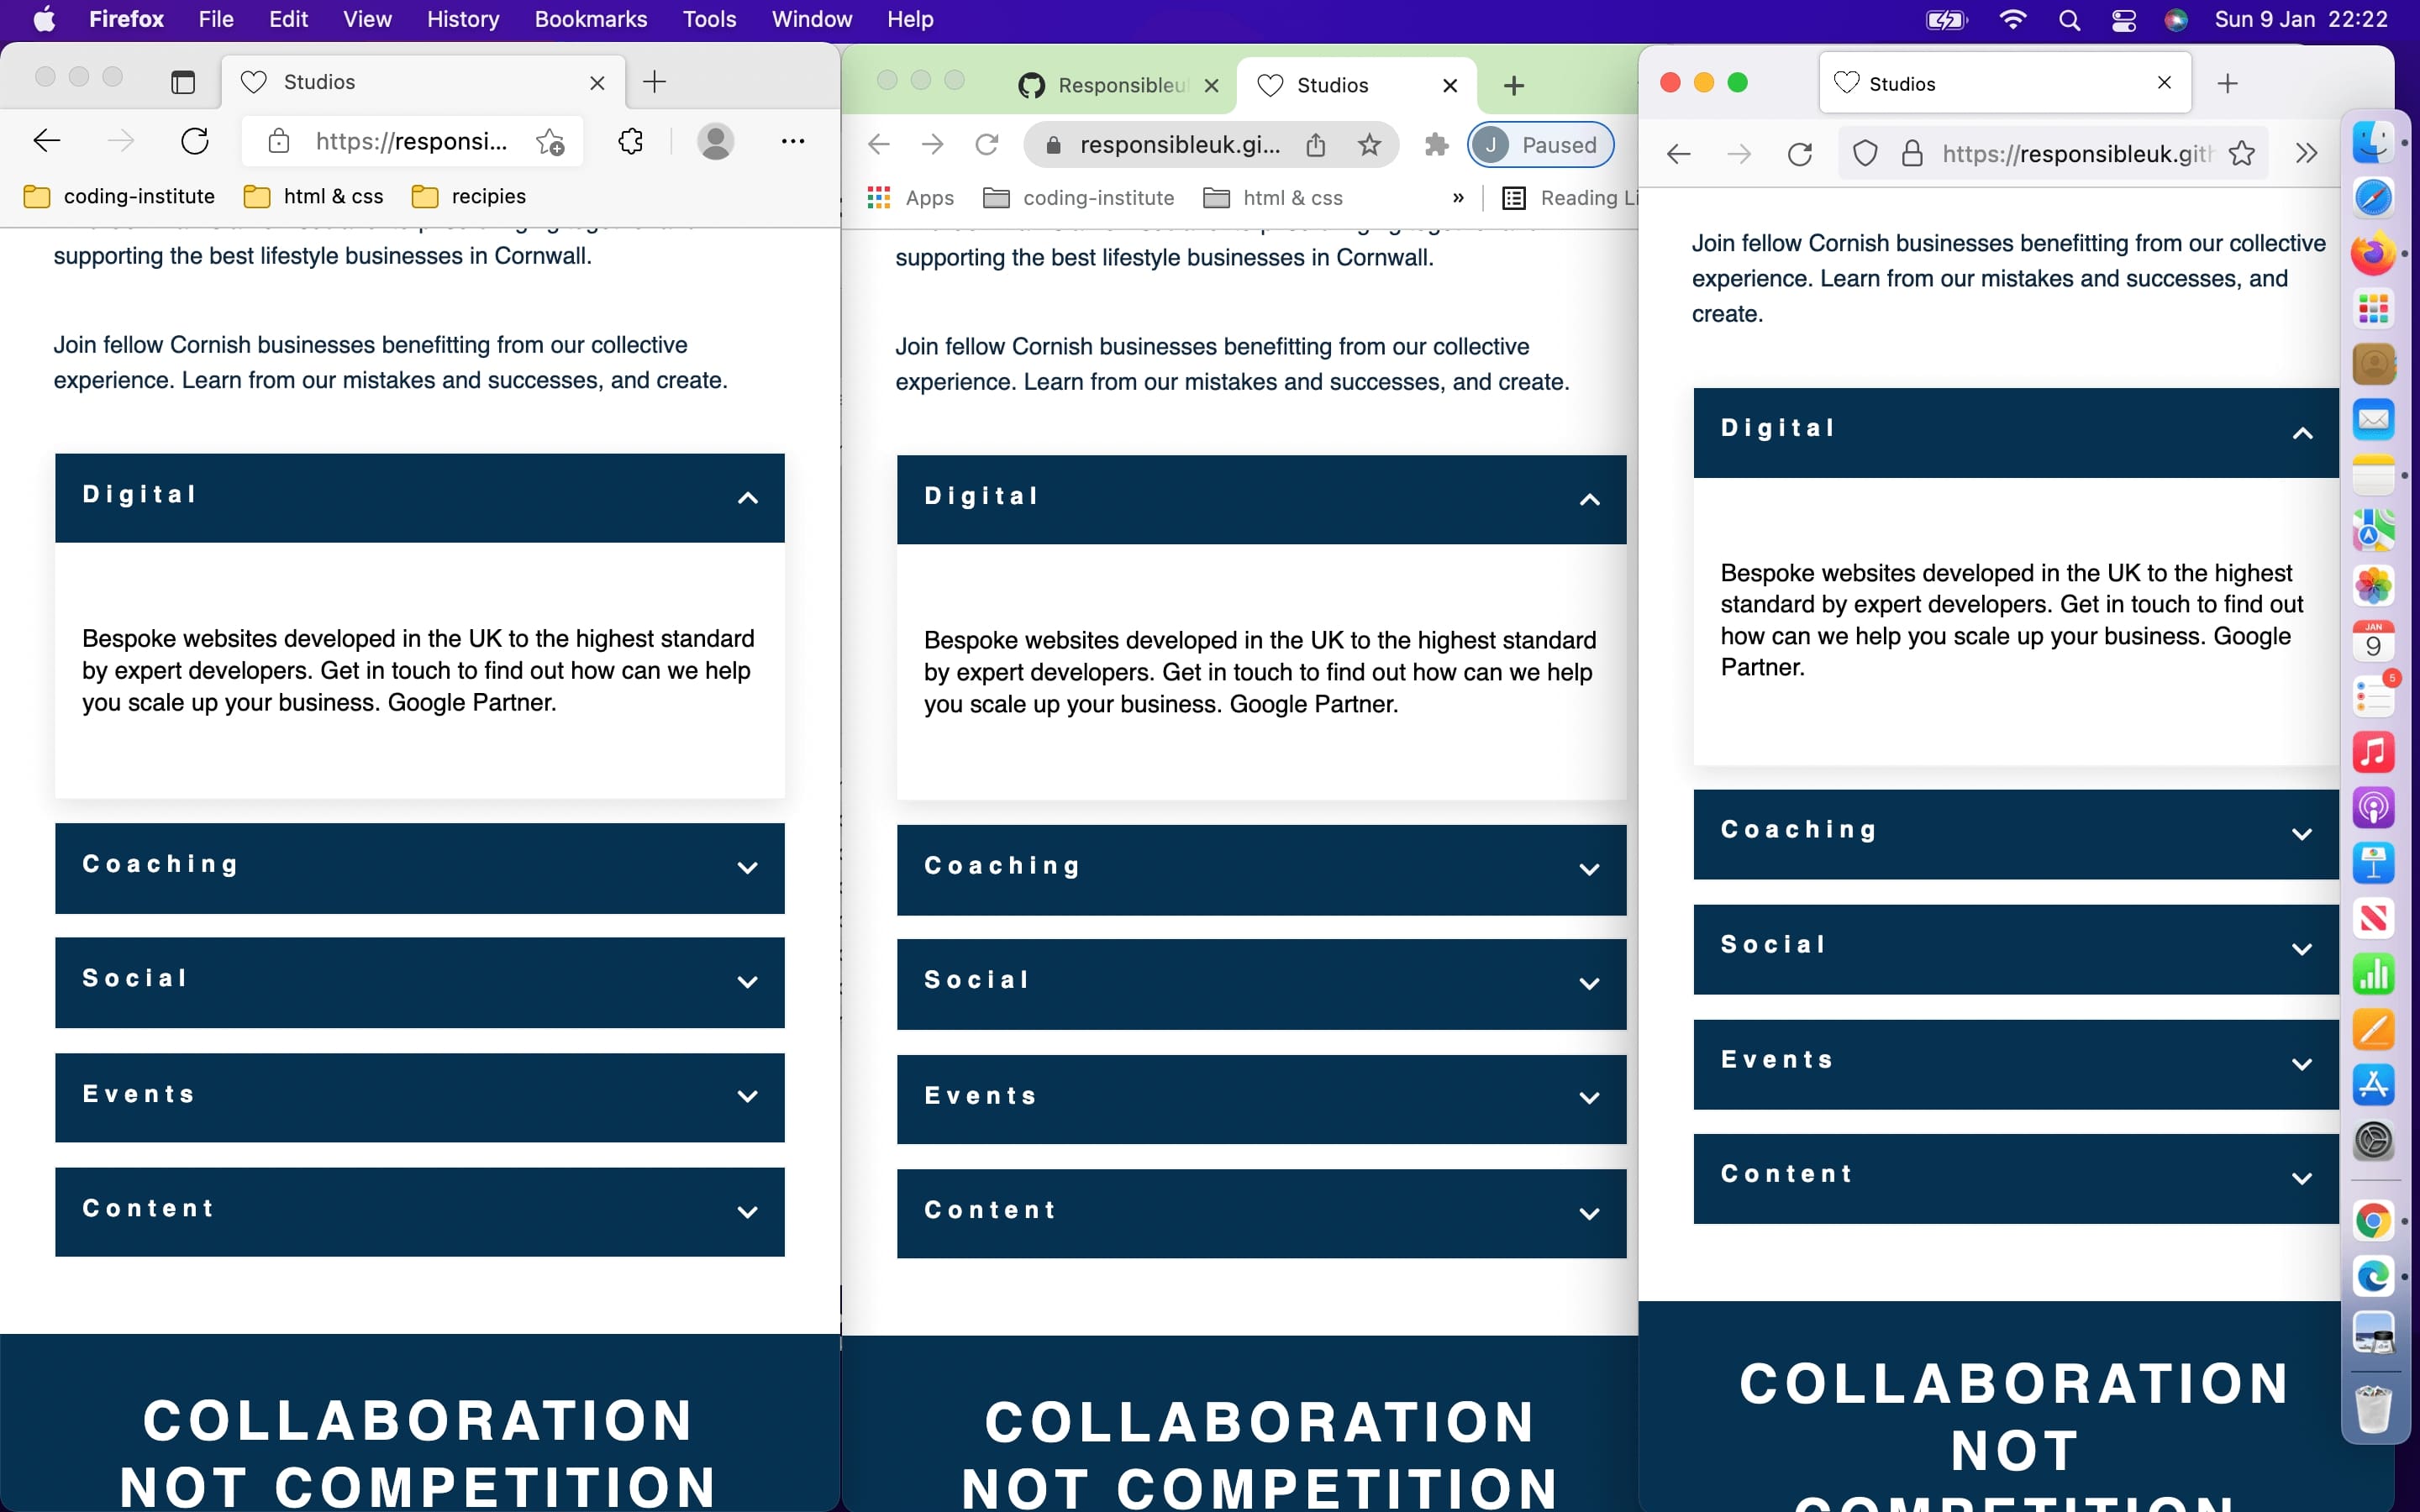 Firefox File Edit View History Bookmarks Tools Window Help Sun 9 Jan 22:22
Studios
https://responsi...
coding-institute html & css recipies
supporting the best lifestyle businesses in Cornwall.
Join fellow Cornish businesses benefitting from our collective
experience. Learn from our mistakes and successes, and create.
Digital
Bespoke websites developed in the UK to the highest standard
by expert developers. Get in touch to find out how can we help
you scale up your business. Google Partner.
Coaching
Social
Events
Content
COLLABORATION
NOT COMPETITION
Responsibleu Studios
responsibleuk.gi... J Paused
Apps coding-institute html & css » Reading Li
supporting the best lifestyle businesses in Cornwall.
Join fellow Cornish businesses benefitting from our collective
experience. Learn from our mistakes and successes, and create.
Digital
Bespoke websites developed in the UK to the highest standard
by expert developers. Get in touch to find out how can we help
you scale up your business. Google Partner.
Coaching
Social
Events
Content
COLLABORATION
NOT COMPETITION
Studios
https://responsibleuk.gith
Join fellow Cornish businesses benefitting from our collective
experience. Learn from our mistakes and successes, and
create.
Digital
Bespoke websites developed in the UK to the highest
standard by expert developers. Get in touch to find out
how can we help you scale up your business. Google
Partner.
Coaching
Social
Events
Content
COLLABORATION
NOT
COMPETITION
JAN
9
5